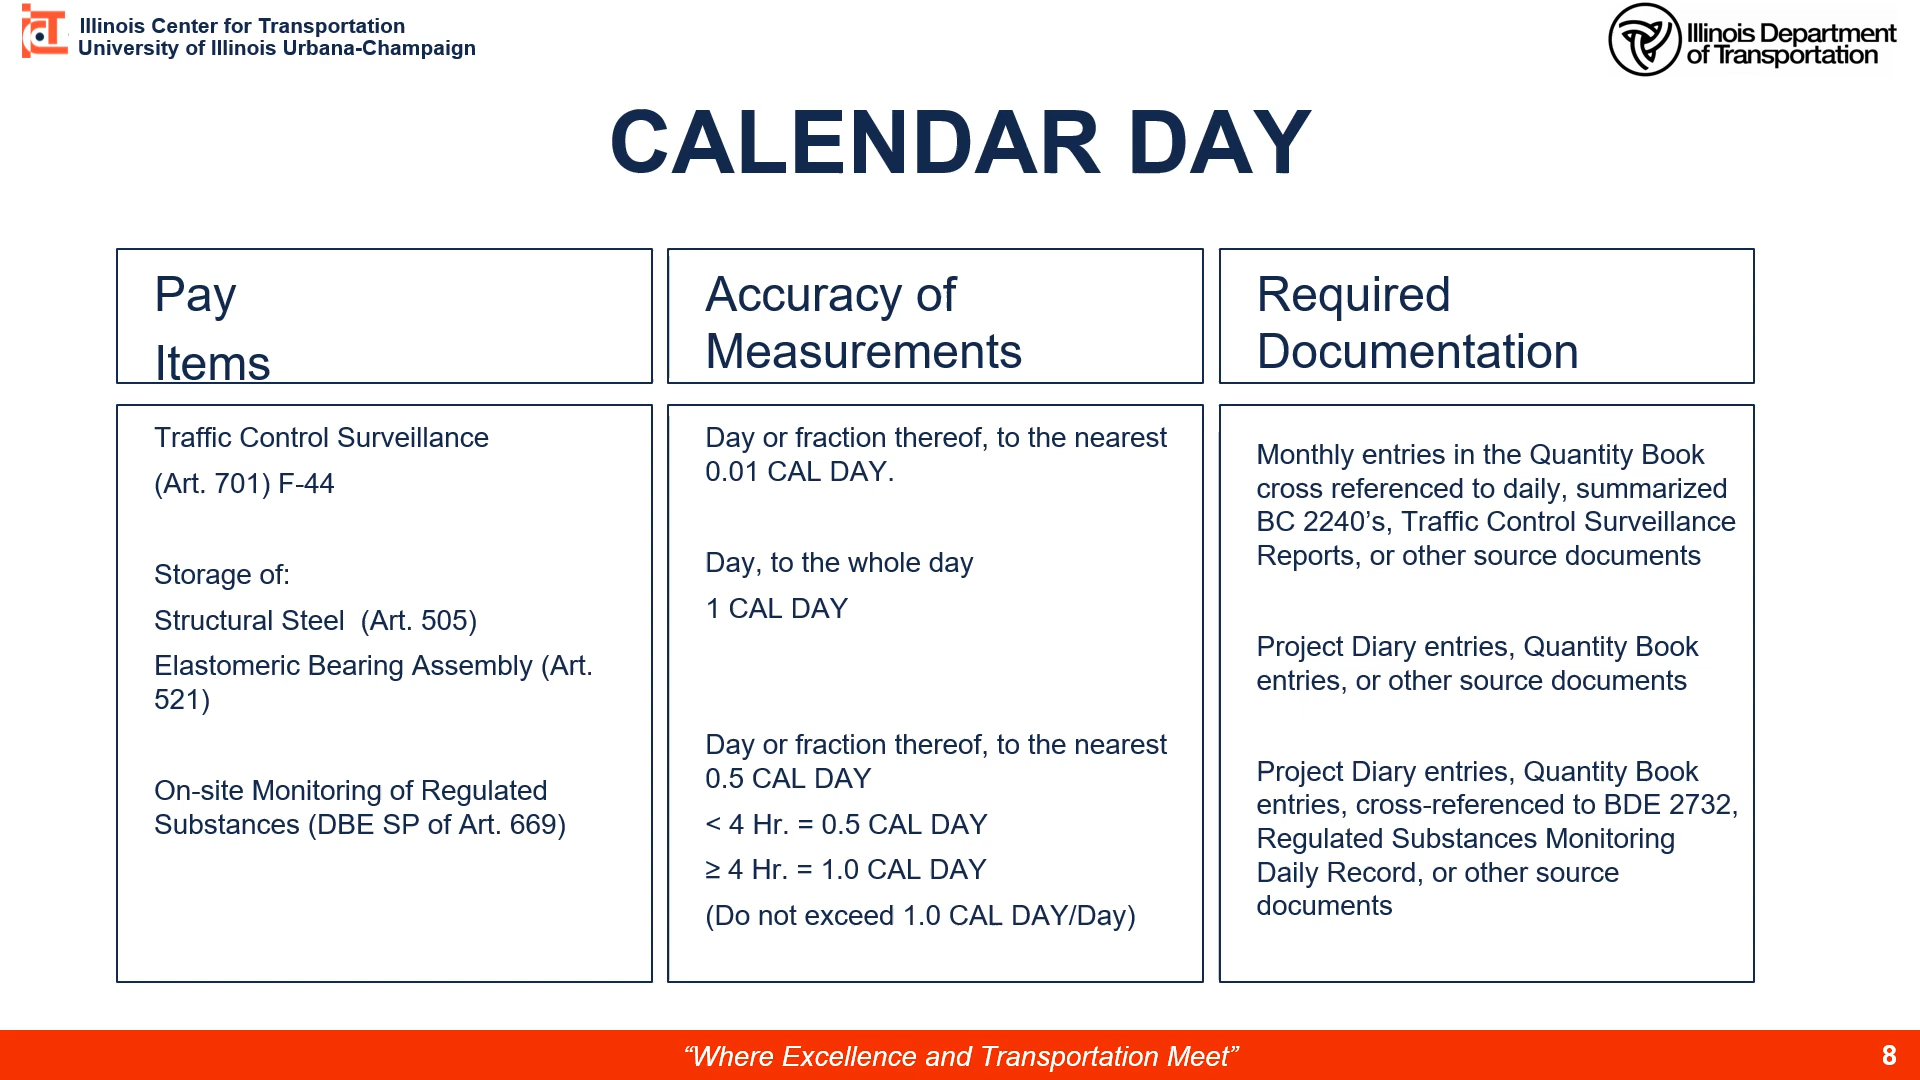 Illinois Center for Transportation
University of Illinois Urbana-Champaign
Illinois Department
of Transportation
CALENDAR DAY
Pay
Items
Accuracy of
Measurements
Required
Documentation
Traffic Control Surveillance
(Art. 701) F-44
Storage of:
Structural Steel  (Art. 505)
Elastomeric Bearing Assembly (Art.
521)
On-site Monitoring of Regulated
Substances (DBE SP of Art. 669)
Day or fraction thereof, to the nearest
0.01 CAL DAY.
Day, to the whole day
1 CAL DAY
Day or fraction thereof, to the nearest
0.5 CAL DAY
< 4 Hr. = 0.5 CAL DAY
≥ 4 Hr. = 1.0 CAL DAY
(Do not exceed 1.0 CAL DAY/Day)
Monthly entries in the Quantity Book
cross referenced to daily, summarized
BC 2240’s, Traffic Control Surveillance
Reports, or other source documents
Project Diary entries, Quantity Book
entries, or other source documents
Project Diary entries, Quantity Book
entries, cross-referenced to BDE 2732,
Regulated Substances Monitoring
Daily Record, or other source
documents
“Where Excellence and Transportation Meet”
8